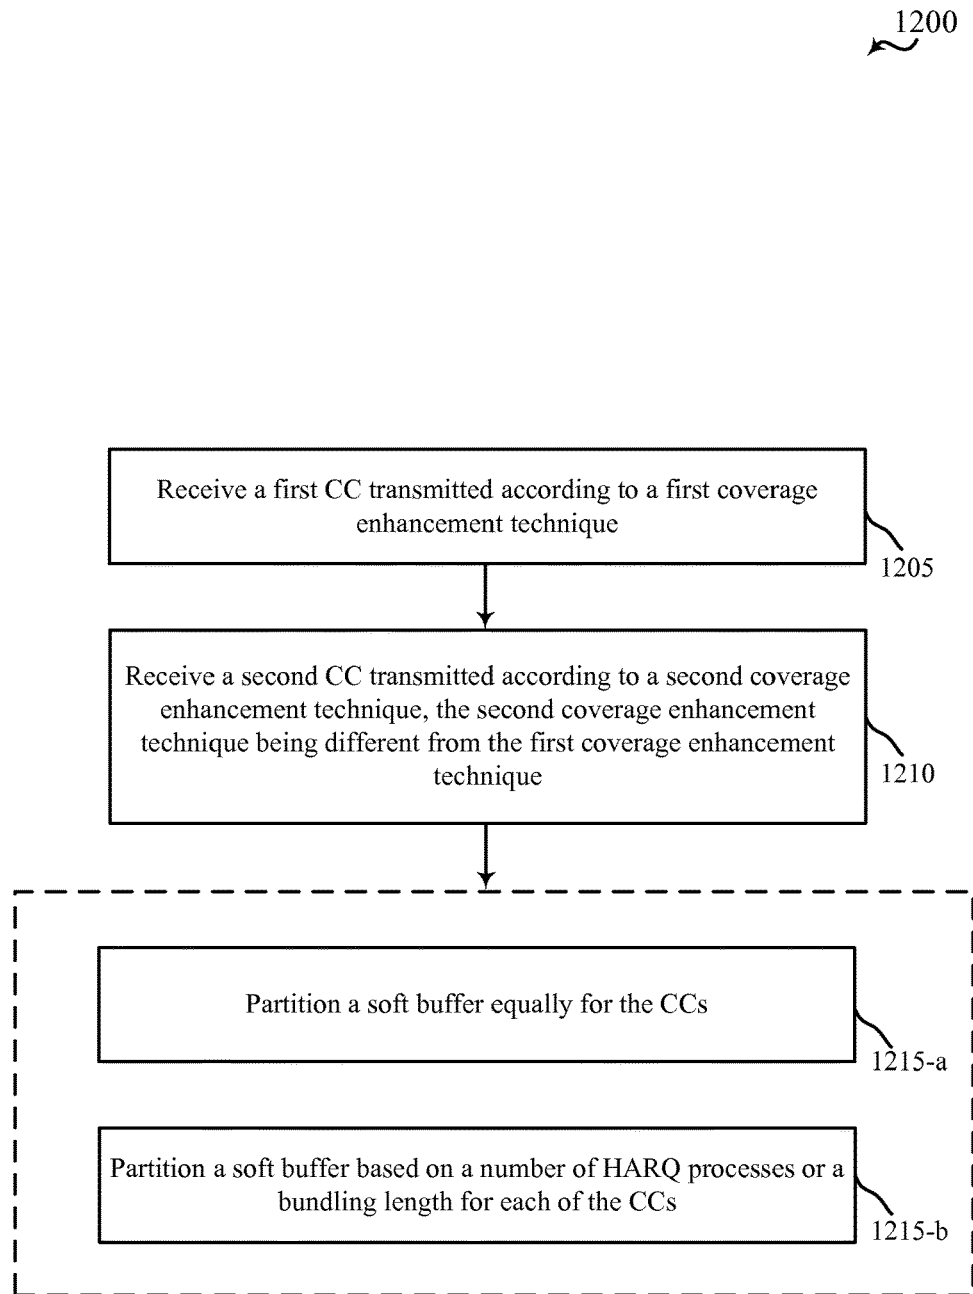 1200
Receive a first CC transmitted according to a first coverage
enhancement technique
1205
Receive a second CC transmitted according to a second coverage
enhancement technique, the second coverage enhancement
technique being different from the first coverage enhancement
technique
1210
Partition a soft buffer equally for the CCs
1215-a
Partition a soft buffer based on a number of HARQ processes or a
bundling length for each of the CCs
1215-b